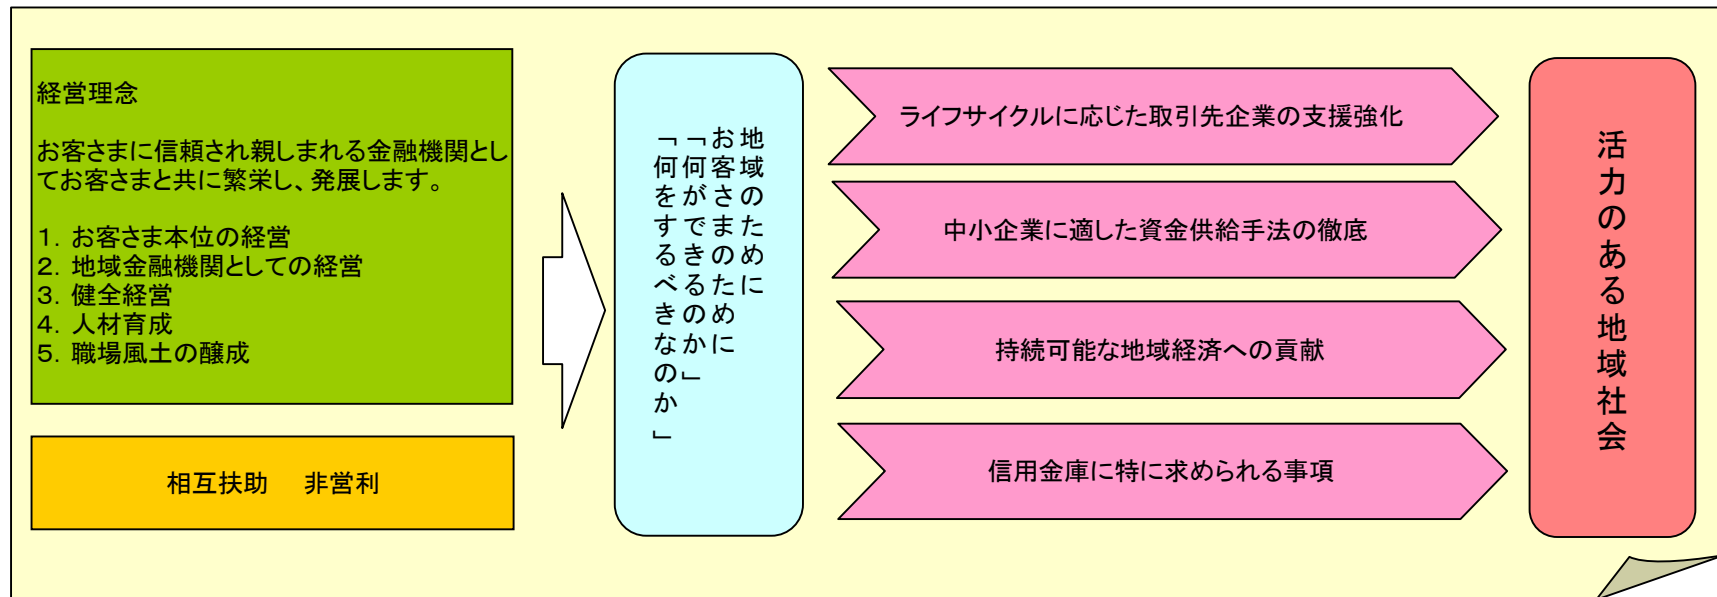 経営理念
お客さまに信頼され親しまれる金融機関とし
てお客さまと共に繁栄し、発展します。
1. お客さま本位の経営
2. 地域金融機関としての経営
3. 健全経営
4. 人材育成
5. 職場風土の醸成
相互扶助 非営利
地域のために
お客さまのために
「何ができるのか」
「何をするべきなのか」
ライフサイクルに応じた取引先企業の支援強化
中小企業に適した資金供給手法の徹底
持続可能な地域経済への貢献
信用金庫に特に求められる事項
活力のある地域社会